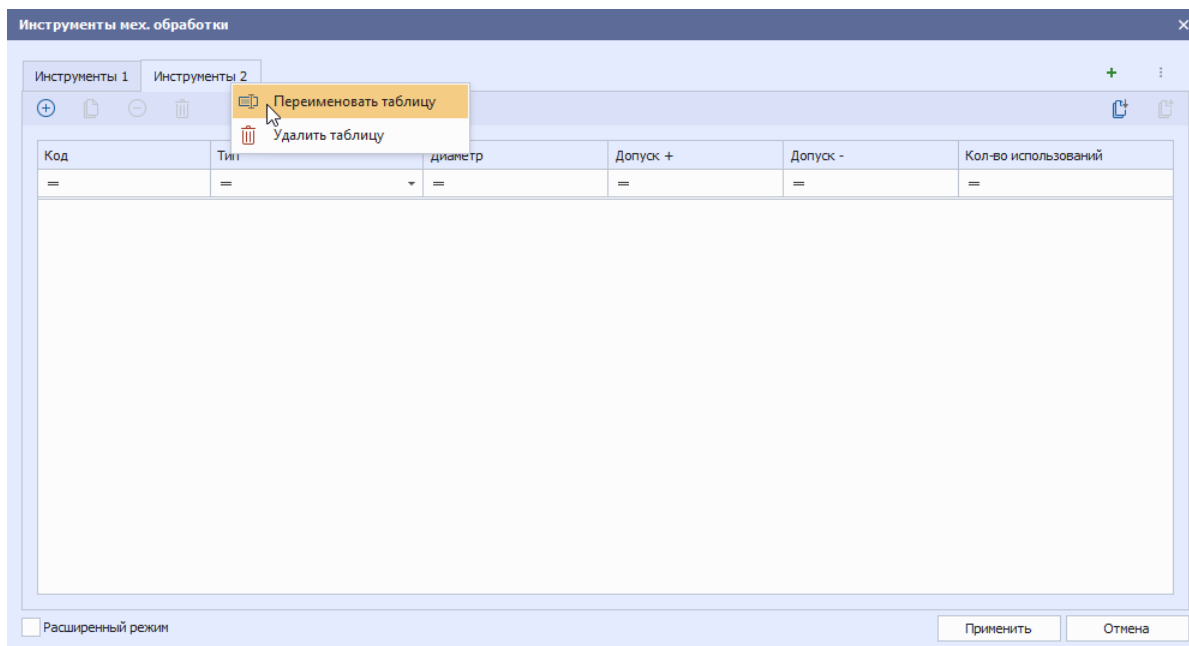 Инструменты мех. обработки
Инструменты 1 Инструменты 2
Переименовать таблицу
Удалить таблицу
Код Тип Диаметр Допуск + Допуск - Кол-во использований
= = = = = =
Расширенный режим Применить Отмена